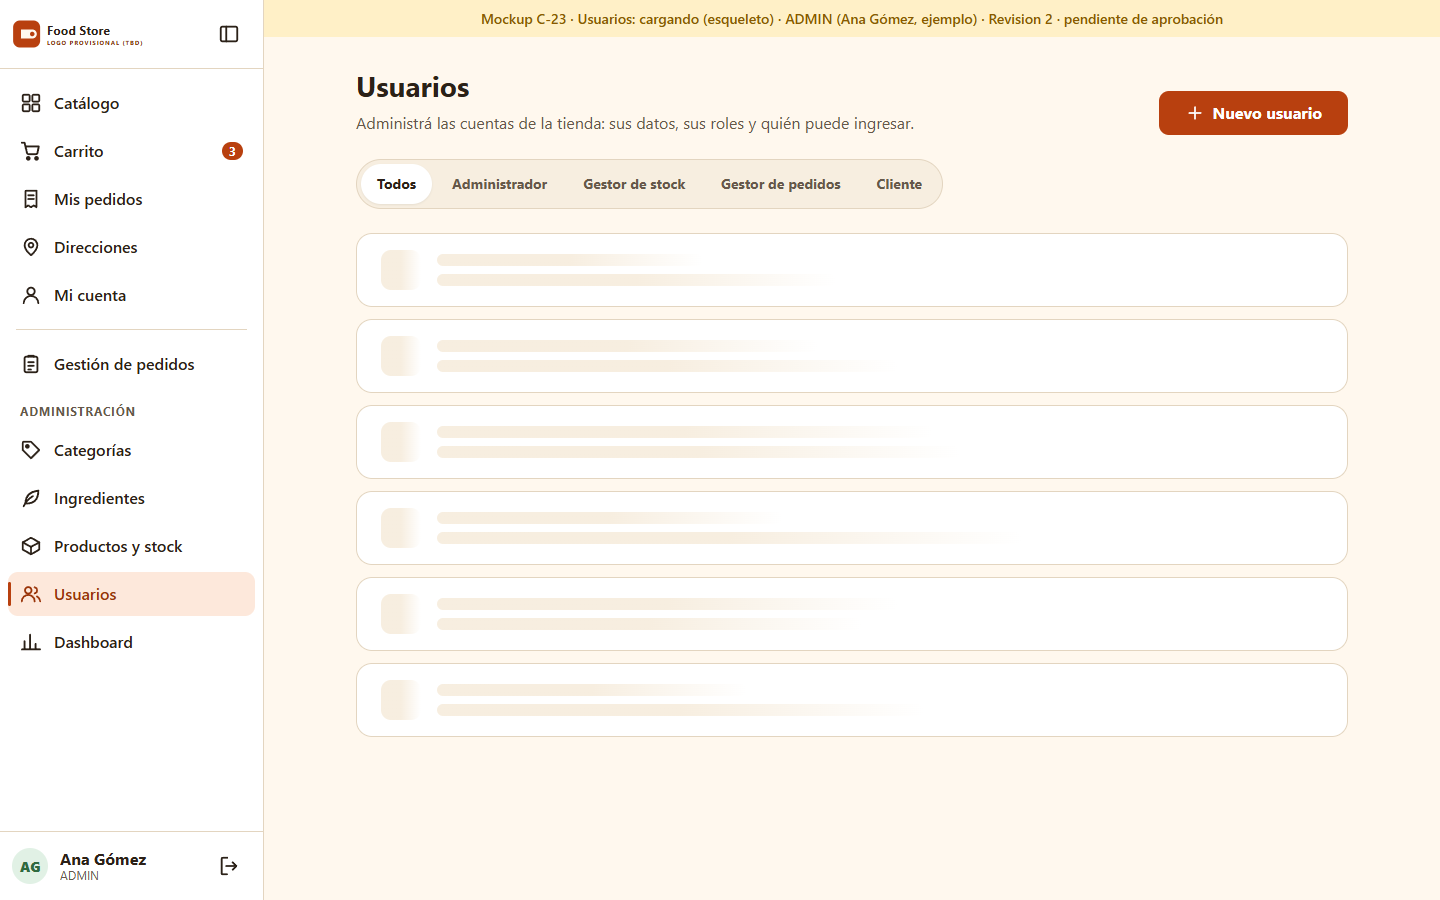 Food Store
LOGO PROVISIONAL (TBD)
Catálogo
Carrito
3
Mis pedidos
Direcciones
Mi cuenta
Gestión de pedidos
ADMINISTRACIÓN
Categorías
Ingredientes
Productos y stock
Usuarios
Dashboard
AG
Ana Gómez
ADMIN
Mockup C-23 · Usuarios: cargando (esqueleto) · ADMIN (Ana Gómez, ejemplo) · Revision 2 · pendiente de aprobación
Usuarios
Administrá las cuentas de la tienda: sus datos, sus roles y quién puede ingresar.
Nuevo usuario
Todos
Administrador
Gestor de stock
Gestor de pedidos
Cliente